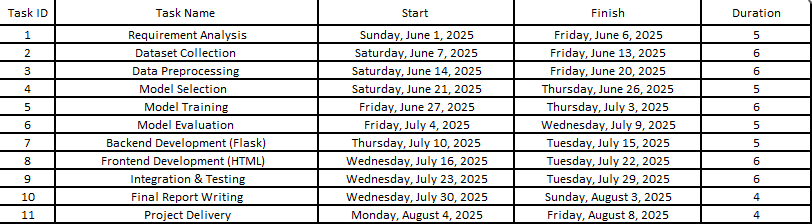 Task ID Task Name Start Finish Duration
1 Requirement Analysis Sunday, June 1, 2025 Friday, June 6, 2025 5
2 Dataset Collection Saturday, June 7, 2025 Friday, June 13, 2025 6
3 Data Preprocessing Saturday, June 14, 2025 Friday, June 20, 2025 6
4 Model Selection Saturday, June 21, 2025 Thursday, June 26, 2025 5
5 Model Training Friday, June 27, 2025 Thursday, July 3, 2025 6
6 Model Evaluation Friday, July 4, 2025 Wednesday, July 9, 2025 5
7 Backend Development (Flask) Thursday, July 10, 2025 Tuesday, July 15, 2025 5
8 Frontend Development (HTML) Wednesday, July 16, 2025 Tuesday, July 22, 2025 6
9 Integration & Testing Wednesday, July 23, 2025 Tuesday, July 29, 2025 6
10 Final Report Writing Wednesday, July 30, 2025 Sunday, August 3, 2025 4
11 Project Delivery Monday, August 4, 2025 Friday, August 8, 2025 4